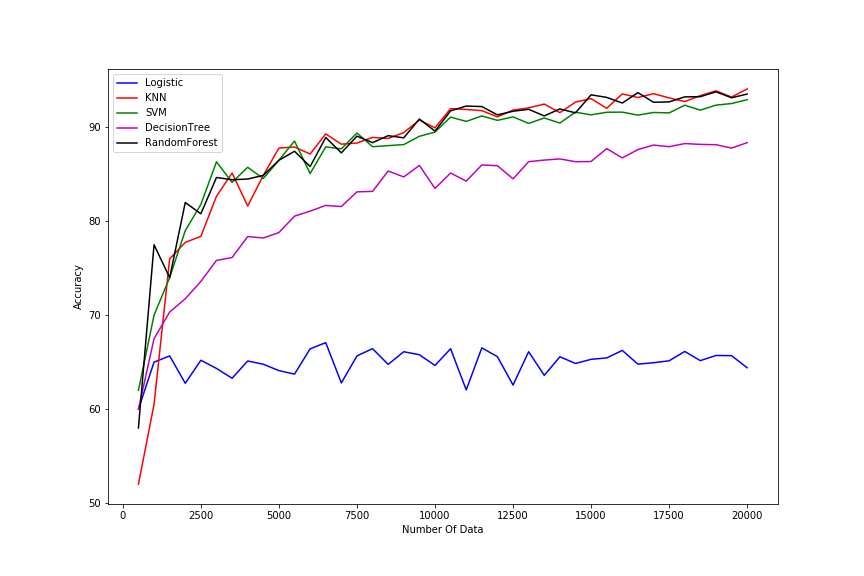 Logistic
KNN
SVM
DecisionTree
RandomForest
90
80
70
60
50
Accuracy
0 2500 5000 7500 10000 12500 15000 17500 20000
Number Of Data